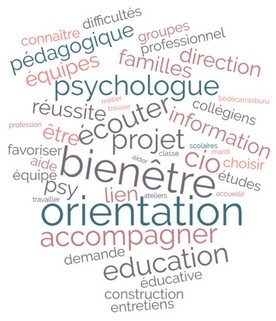 difficultés
connaître groupes
pédagogique professionnel
équipes familles direction
psychologue bédécarrasburu
métier trouver collégiens
réussite écouter information
profession être projet scolaires
favoriser aider classe cio mardi choisir
aide bienêtre
équipe psy lien ateliers accueillir études
travailler
orientation
accompagner
demande
education
éducative
construction
entretiens